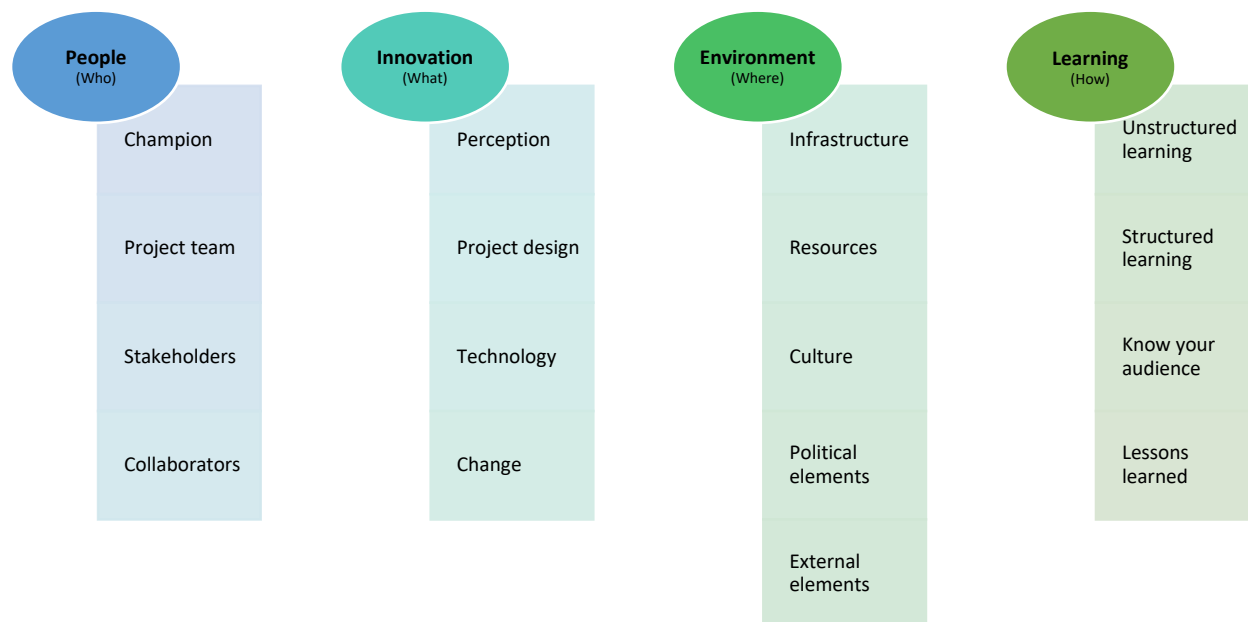 People
(Who)
Champion
Project team
Stakeholders
Collaborators
Innovation
(What)
Perception
Project design
Technology
Change
Environment
(Where)
Infrastructure
Resources
Culture
Political
elements
External
elements
Learning
(How)
Unstructured
learning
Structured
learning
Know your
audience
Lessons
learned